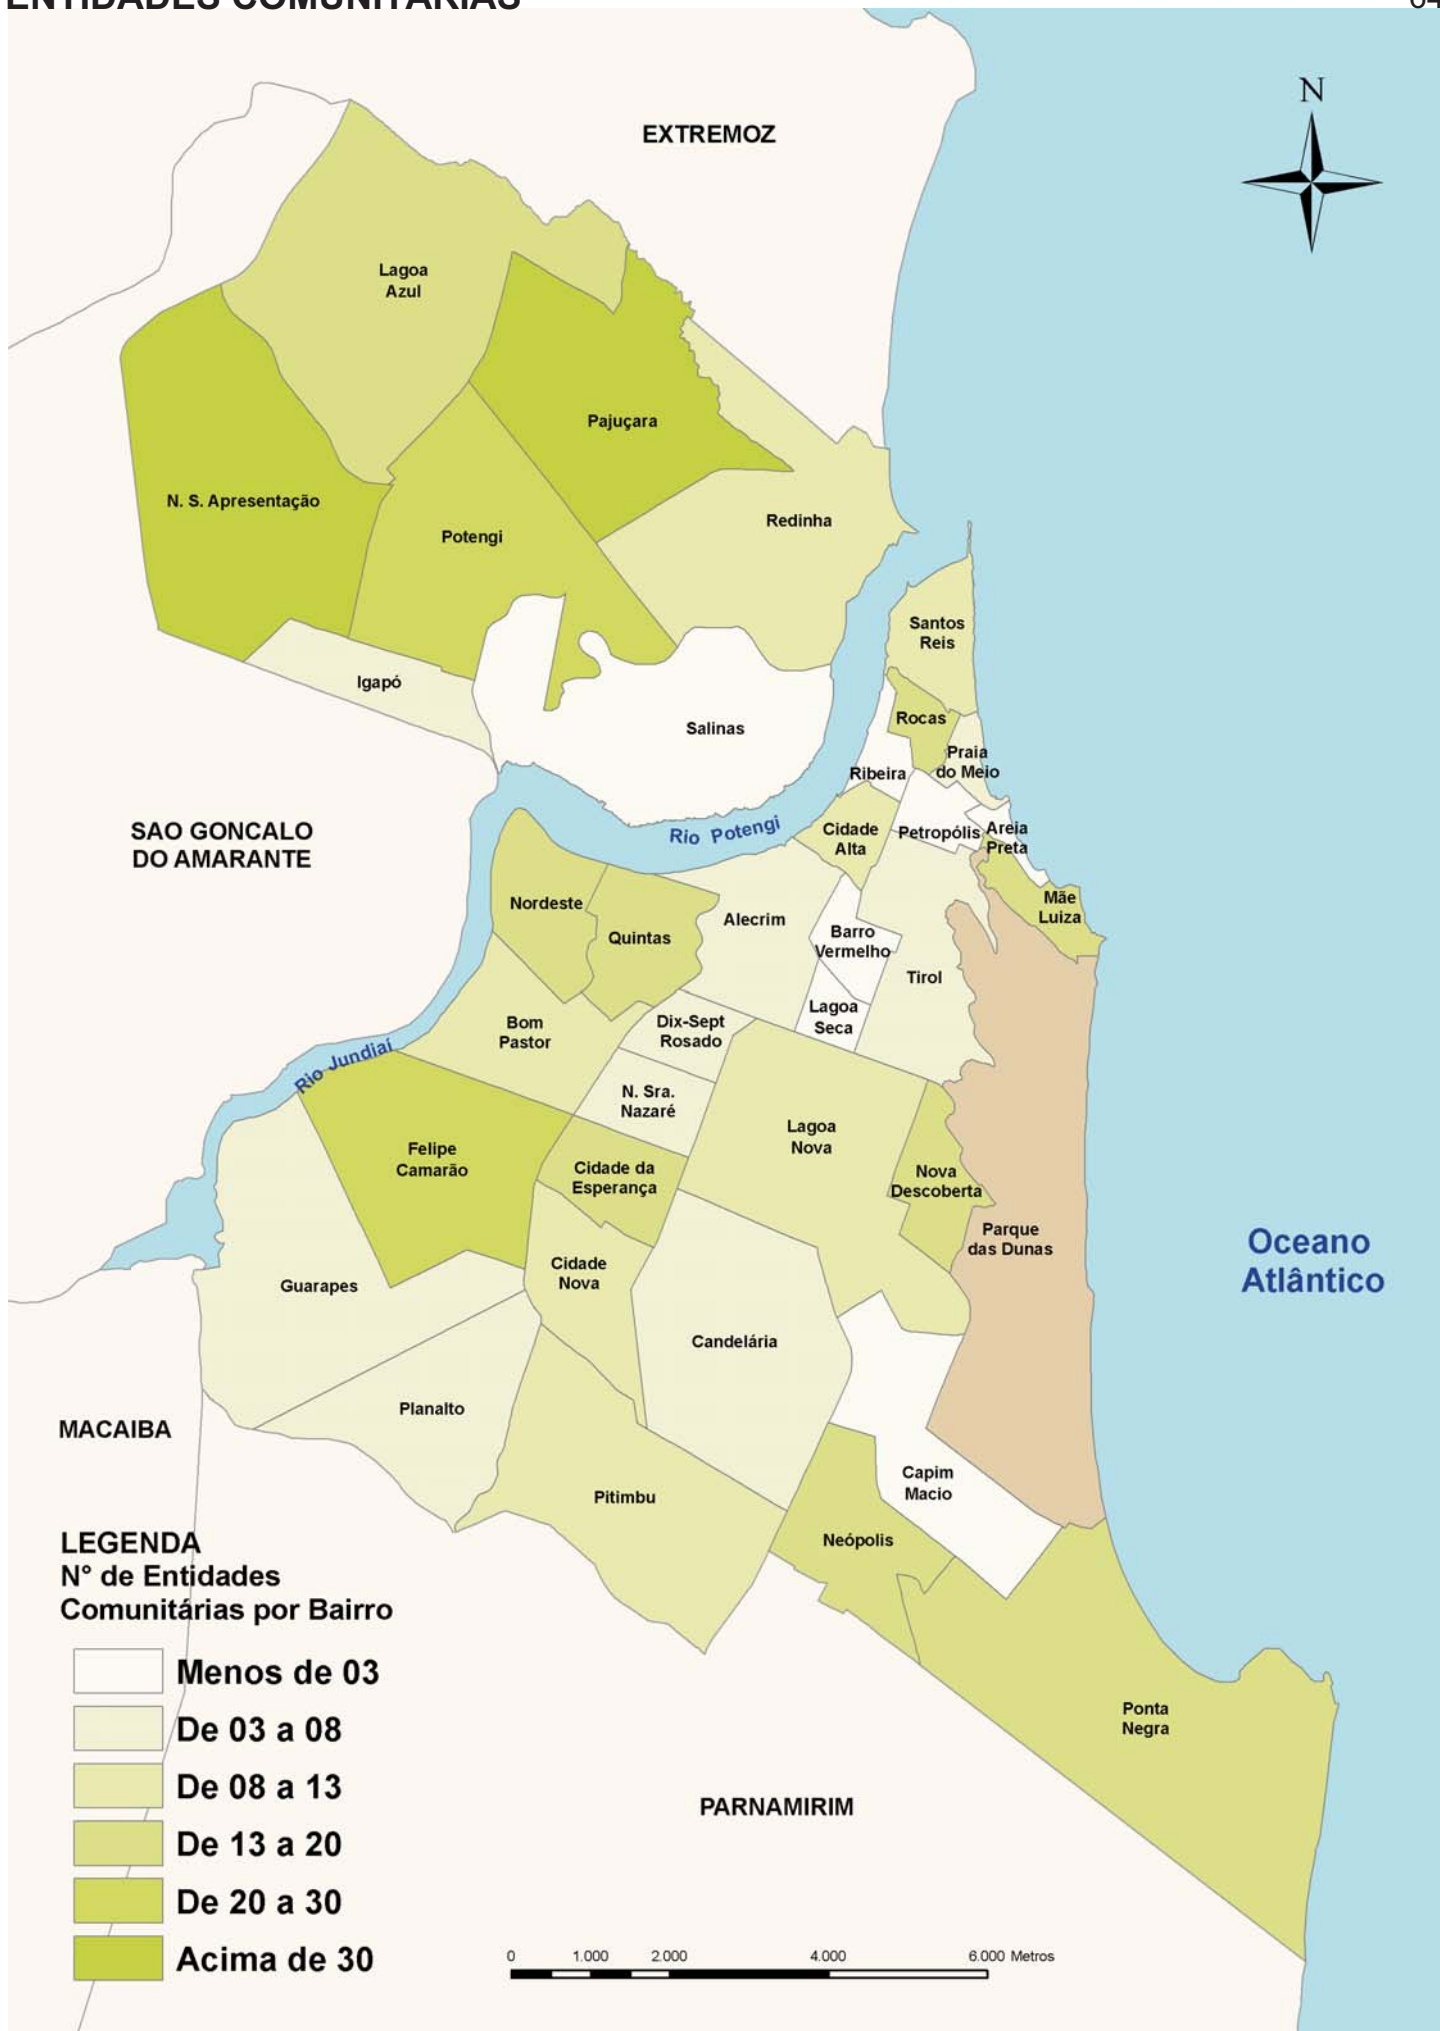 ENTIDADES COMUNITÁRIAS
64
N
EXTREMOZ
Lagoa
Azul
Pajuçara
N. S. Apresentação
Redinha
Potengi
Santos
Reis
Igapó
Rocas
Salinas
Praia
do Meio
Ribeira
SAO GONCALO
DO AMARANTE
Rio Potengi
Cidade
Alta
Petropólis
Areia
Preta
Mãe
Luiza
Nordeste
Quintas
Alecrim
Barro
Vermelho
Tirol
Lagoa
Seca
Bom
Pastor
Dix-Sept
Rosado
Rio Jundiaí
N. Sra.
Nazaré
Lagoa
Nova
Felipe
Camarão
Cidade da
Esperança
Nova
Descoberta
Parque
das Dunas
Oceano
Atlântico
Cidade
Nova
Guarapes
Candelária
Planalto
MACAIBA
Capim
Macio
Pitimbu
Neópolis
LEGENDA
N° de Entidades
Comunitárias por Bairro
Menos de 03
De 03 a 08
De 08 a 13
De 13 a 20
De 20 a 30
Acima de 30
Ponta
Negra
PARNAMIRIM
0 1.000 2.000 4.000 6.000 Metros